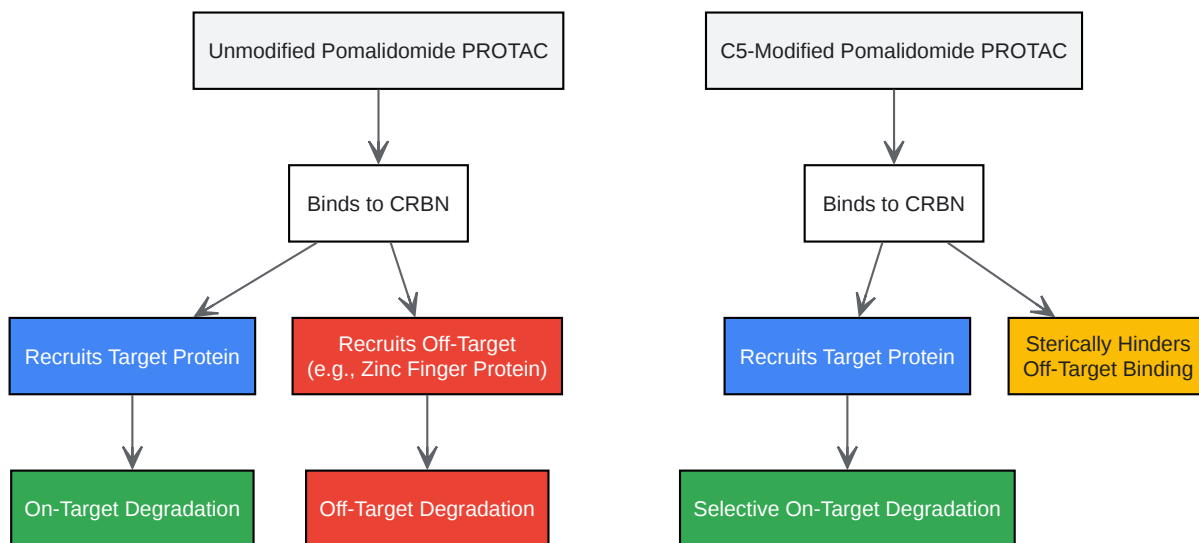 Unmodified Pomalidomide PROTAC
C5-Modified Pomalidomide PROTAC
Binds to CRBN
Binds to CRBN
Recruits Target Protein
Recruits Off-Target
(e.g., Zinc Finger Protein)
Recruits Target Protein
Sterically Hinders
Off-Target Binding
On-Target Degradation
Off-Target Degradation
Selective On-Target Degradation